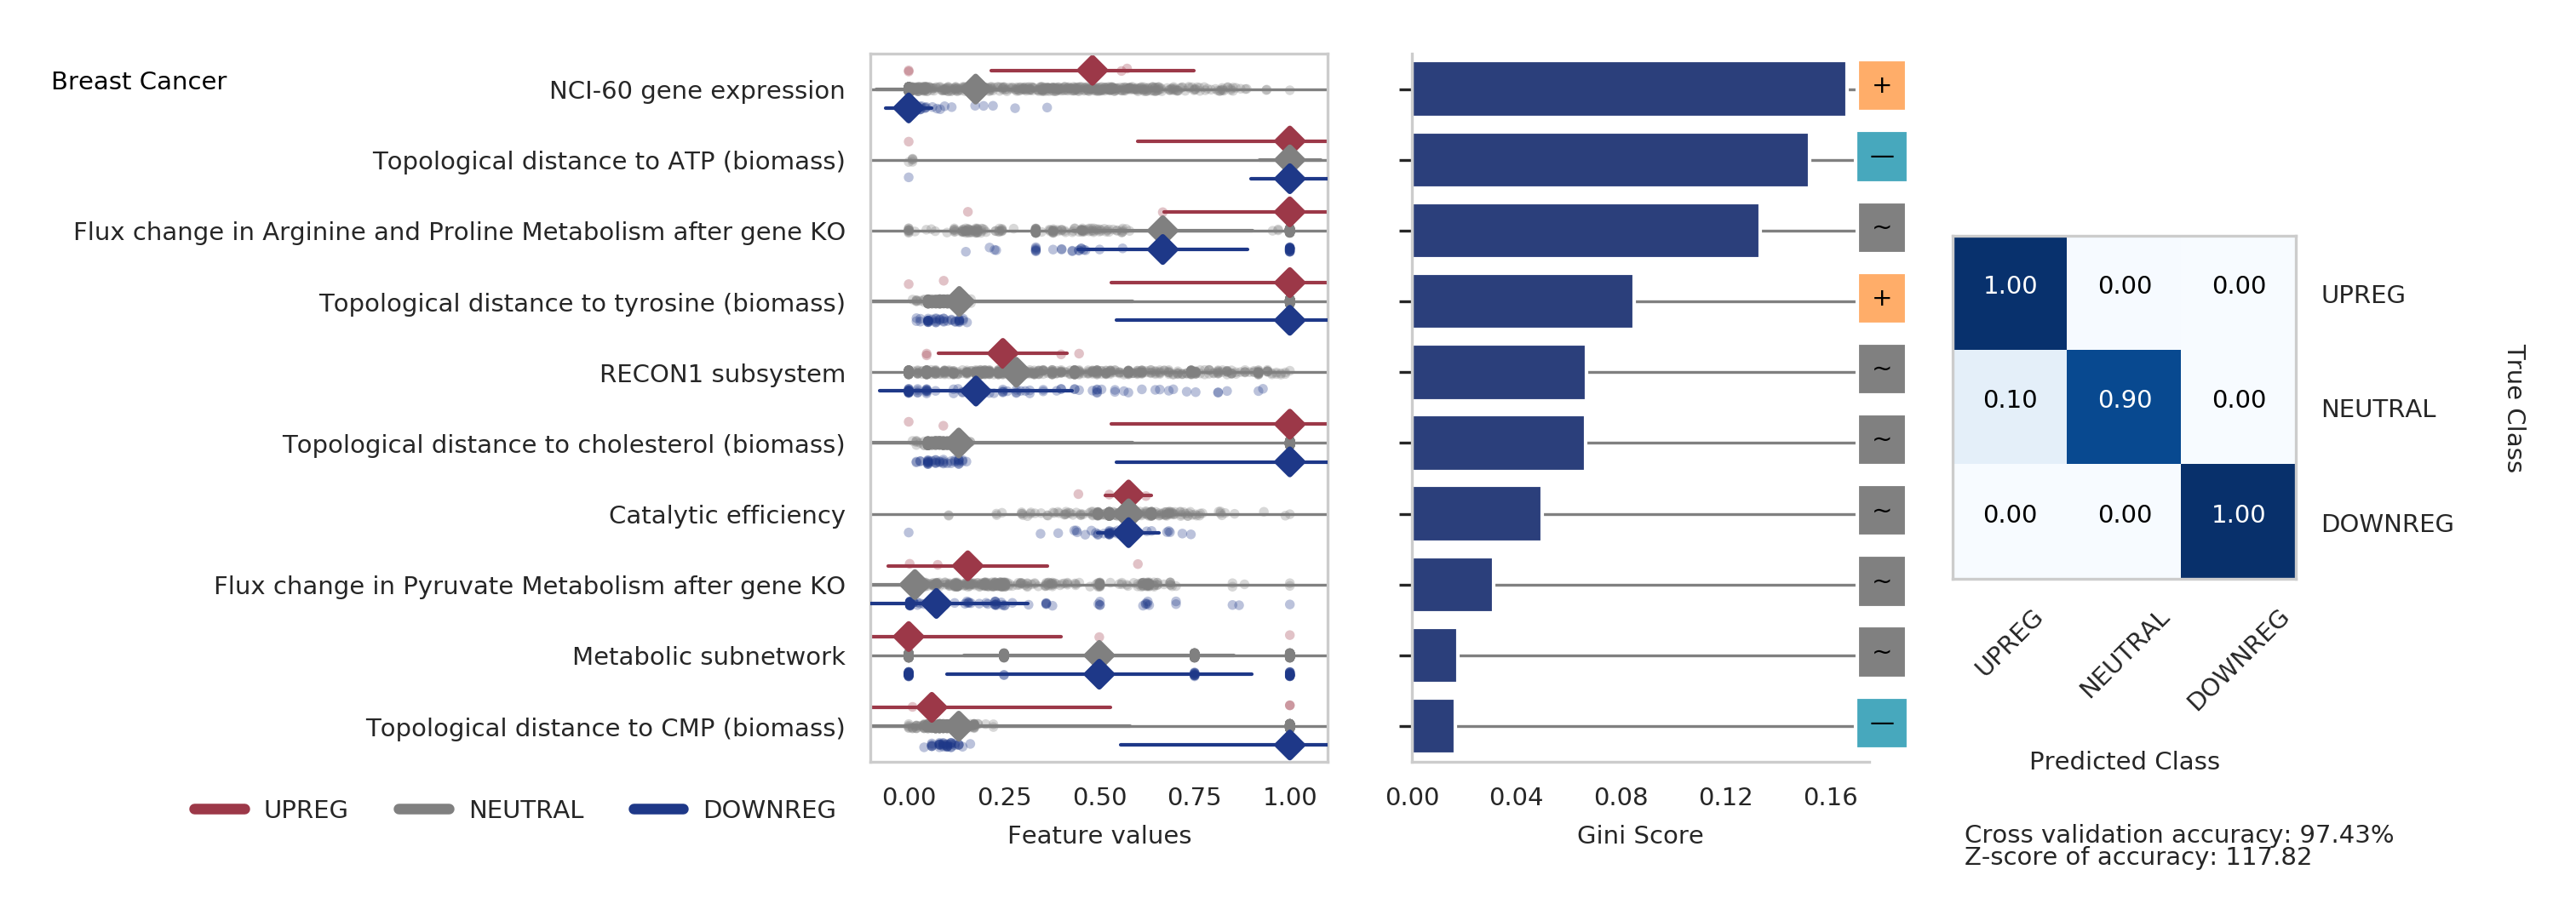 Breast Cancer
NCI-60 gene expression
Topological distance to ATP (biomass)
Flux change in Arginine and Proline Metabolism after gene KO
Topological distance to tyrosine (biomass)
RECON1 subsystem
Topological distance to cholesterol (biomass)
Catalytic efficiency
Flux change in Pyruvate Metabolism after gene KO
Metabolic subnetwork
Topological distance to CMP (biomass)
UPREG NEUTRAL DOWNREG
0.00 0.25 0.50 0.75 1.00
Feature values
+
—
~
+
~
~
~
~
~
—
0.00 0.04 0.08 0.12 0.16
Gini Score
1.00 0.00 0.00 UPREG
0.10 0.90 0.00 NEUTRAL
0.00 0.00 1.00 DOWNREG
True Class
UPREG NEUTRAL DOWNREG
Predicted Class
Cross validation accuracy: 97.43%
Z-score of accuracy: 117.82